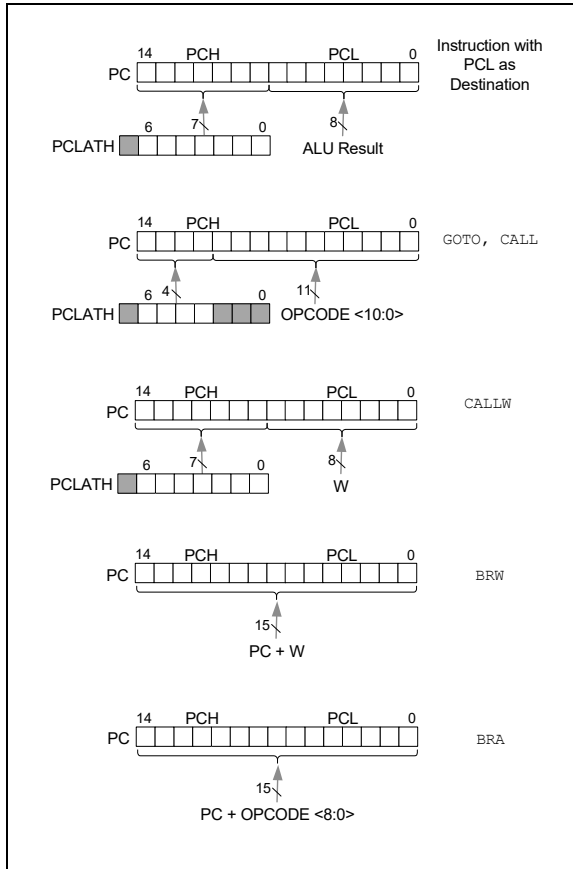 14 PCH PCL 0
PC
Instruction with
PCL as
Destination
7 8
6 0
PCLATH ALU Result
14 PCH PCL 0
PC
GOTO, CALL
4 11
6 0
PCLATH OPCODE <10:0>
14 PCH PCL 0
PC
CALLW
7 8
6 0
PCLATH W
14 PCH PCL 0
PC
BRW
15
PC + W
14 PCH PCL 0
PC
BRA
15
PC + OPCODE <8:0>